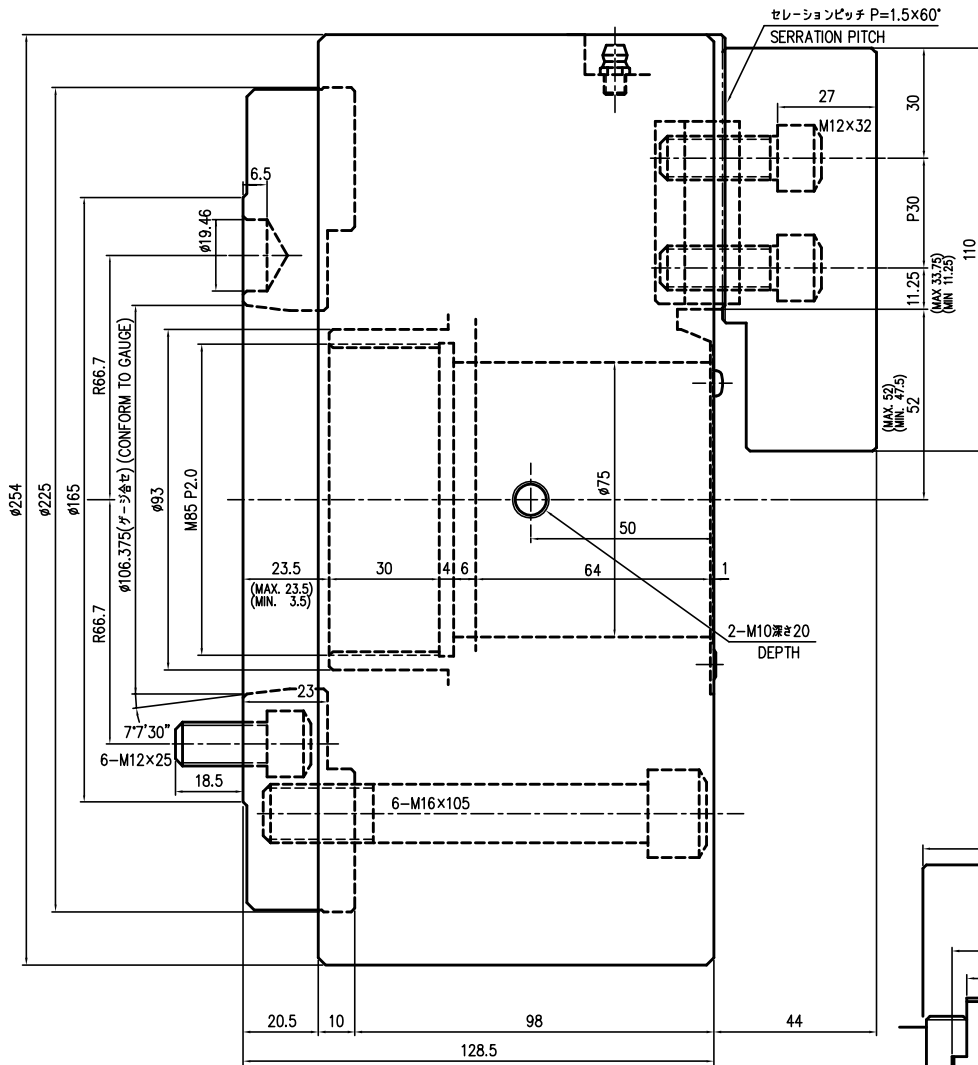 セレーションピッチ P=1.5×60°
SERRATION PITCH
27
M12×32
30
P30
11.25
(MAX 33.75)
(MIN 11.25)
110
(MAX. 52)
(MIN. 47.5)
52
6.5
ø19.46
R66.7
R66.7
ø254
ø225
ø165
ø106.375(ゲージ合セ) (CONFORM TO GAUGE)
ø93
M85 P2.0
ø75
50
23.5
(MAX. 23.5)
(MIN. 3.5)
30
4
6
64
1
2-M10深さ20
DEPTH
23
7°7'30"
6-M12×25
18.5
6-M16×105
20.5
10
98
44
128.5